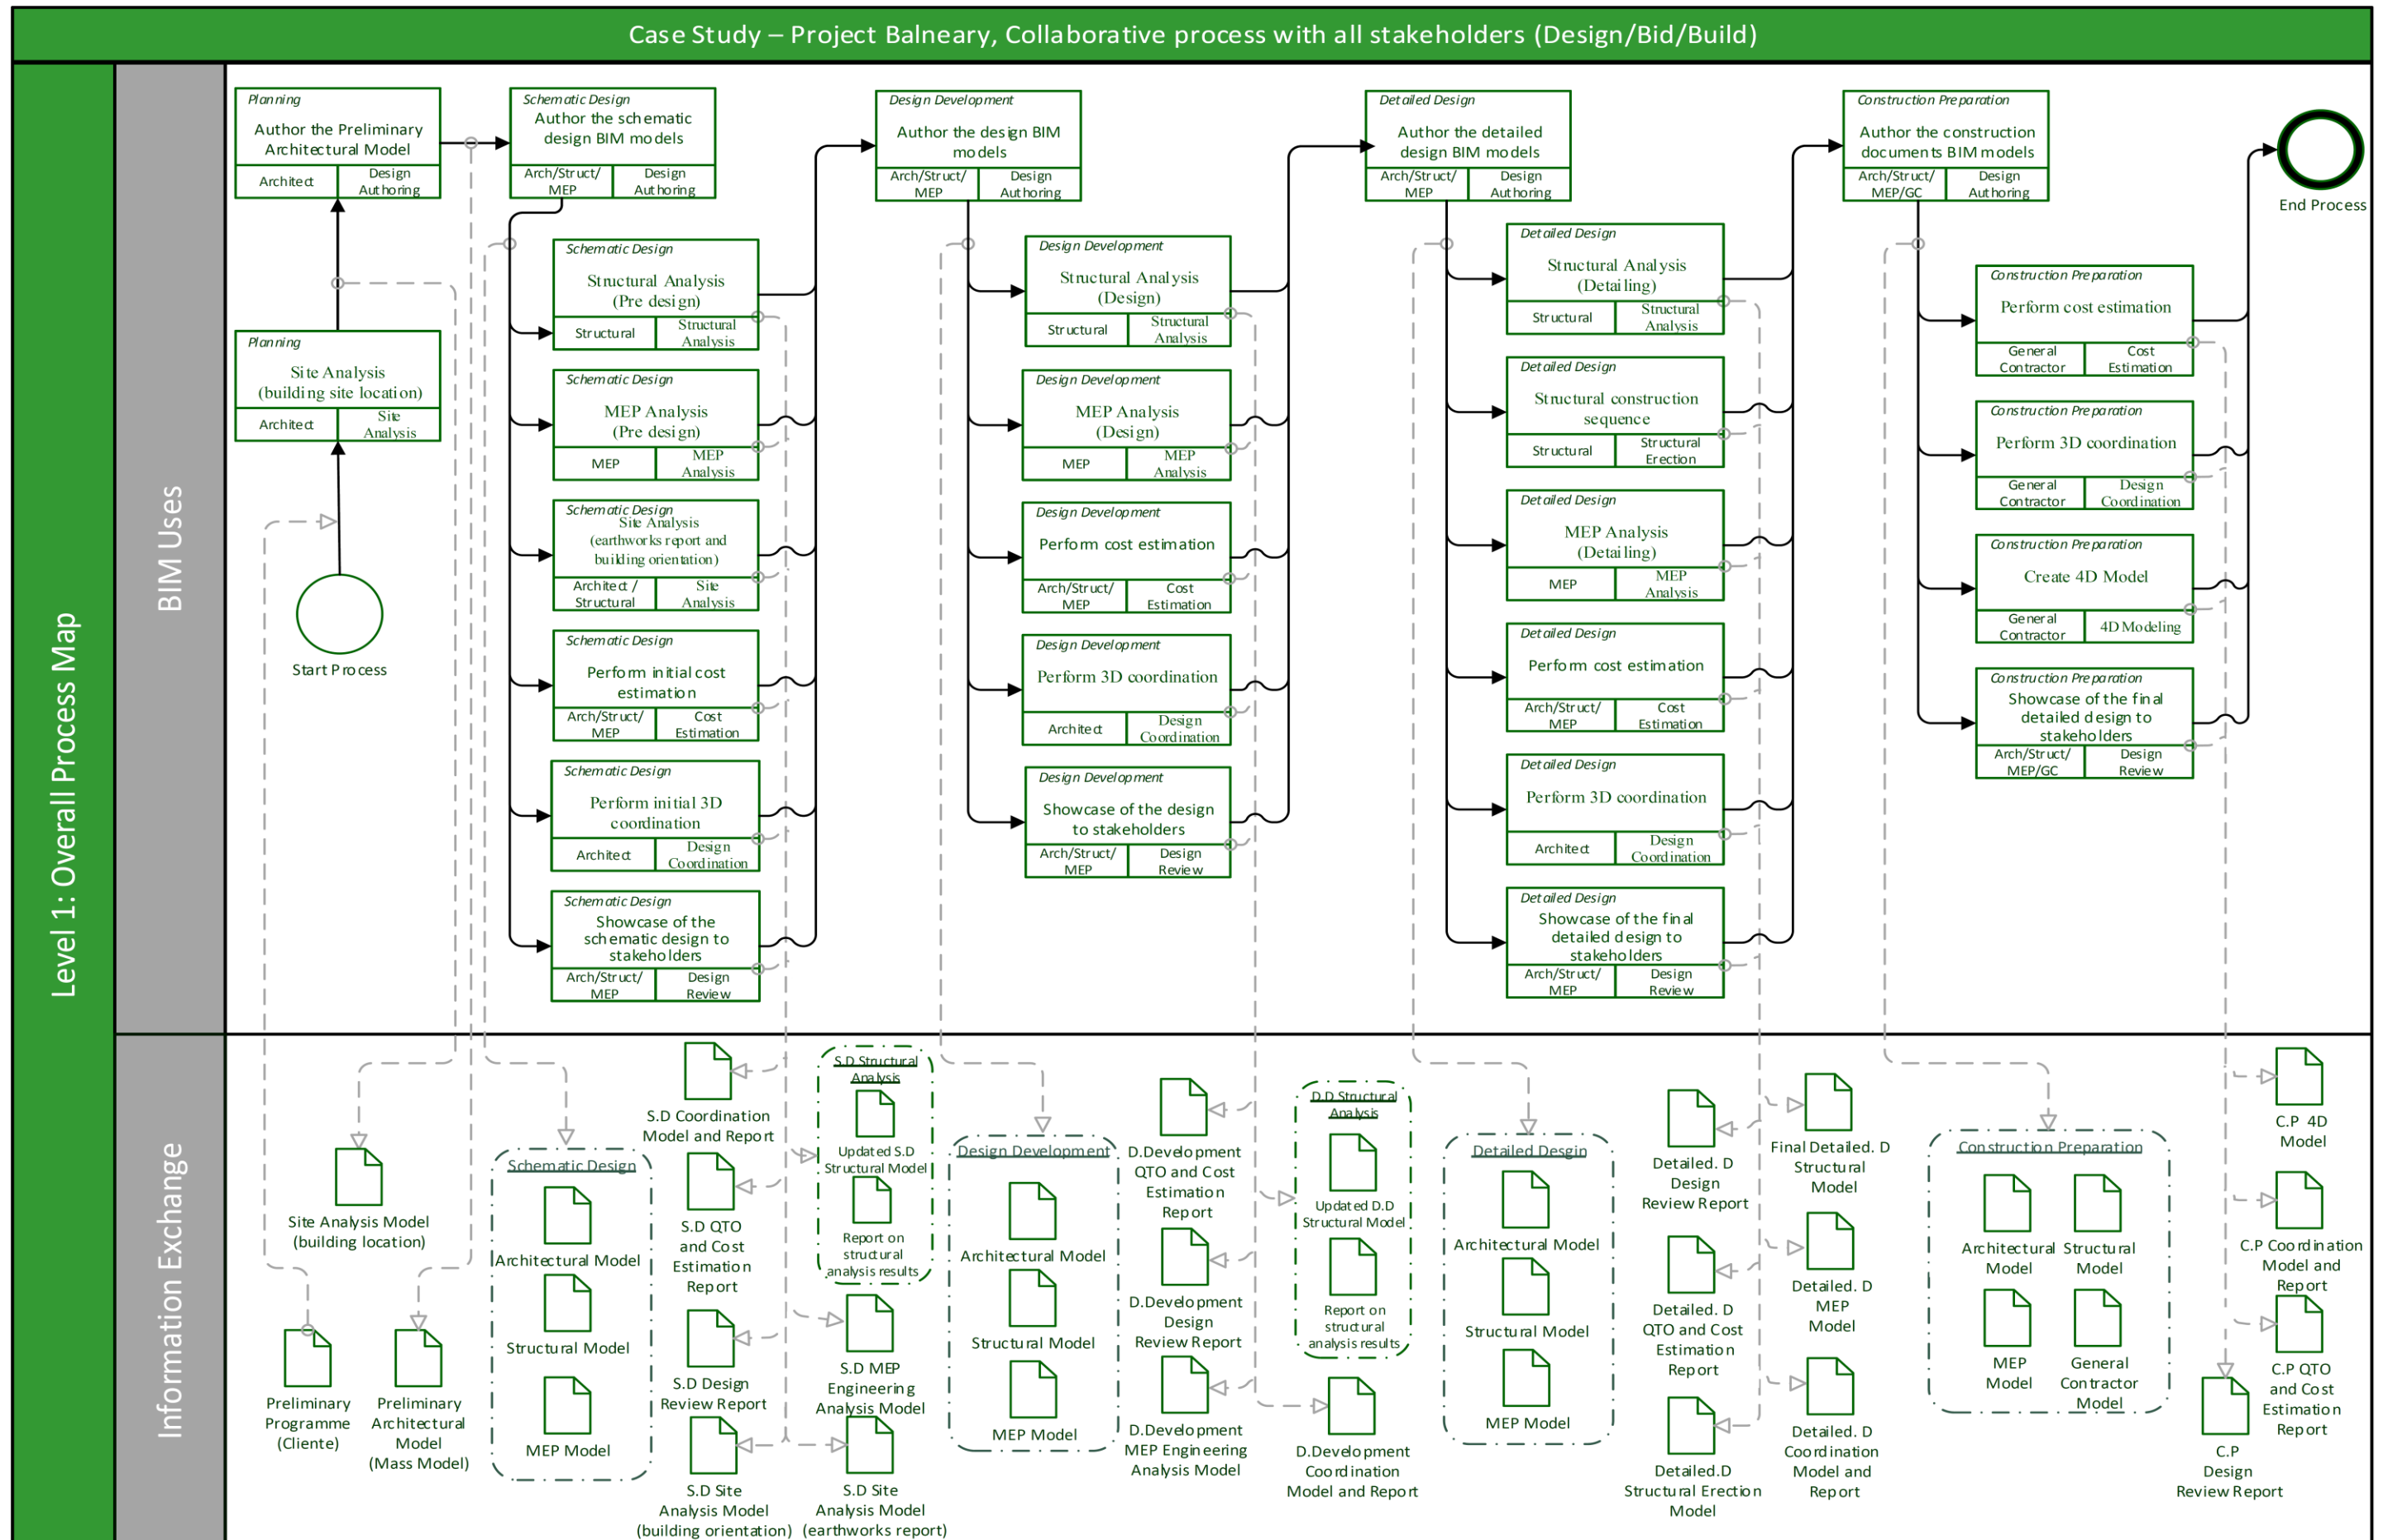 Case Study – Project Balneary, Collaborative process with all stakeholders (Design/Bid/Build)
Level 1: Overall Process Map
BIM Uses
Planning
Author the Preliminary
Architectural Model
Architect
Design
Authoring
Planning
Site Analysis
(building site location)
Architect
Site
Analysis
Start Process
Schematic Design
Author the schematic
design BIM models
Arch/Struct/
MEP
Design
Authoring
Schematic Design
Structural Analysis
(Pre design)
Structural
Structural
Analysis
Schematic Design
MEP Analysis
(Pre design)
MEP
MEP
Analysis
Schematic Design
Site Analysis
(earthworks report and
building orientation)
Architect /
Structural
Site
Analysis
Schematic Design
Perform initial cost
estimation
Arch/Struct/
MEP
Cost
Estimation
Schematic Design
Perform initial 3D
coordination
Architect
Design
Coordination
Schematic Design
Showcase of the
schematic design to
stakeholders
Arch/Struct/
MEP
Design
Review
Design Development
Author the design BIM
models
Arch/Struct/
MEP
Design
Authoring
Design Development
Structural Analysis
(Design)
Structural
Structural
Analysis
Design Development
MEP Analysis
(Design)
MEP
MEP
Analysis
Design Development
Perform cost estimation
Arch/Struct/
MEP
Cost
Estimation
Design Development
Perform 3D coordination
Architect
Design
Coordination
Design Development
Showcase of the design
to stakeholders
Arch/Struct/
MEP
Design
Review
Detailed Design
Author the detailed
design BIM models
Arch/Struct/
MEP
Design
Authoring
Detailed Design
Structural Analysis
(Detailing)
Structural
Structural
Analysis
Detailed Design
Structural construction
sequence
Structural
Structural
Erection
Detailed Design
MEP Analysis
(Detailing)
MEP
MEP
Analysis
Detailed Design
Perform cost estimation
Arch/Struct/
MEP
Cost
Estimation
Detailed Design
Perform 3D coordination
Architect
Design
Coordination
Detailed Design
Showcase of the final
detailed design to
stakeholders
Arch/Struct/
MEP
Design
Review
Construction Preparation
Author the construction
documents BIM models
Arch/Struct/
MEP/GC
Design
Authoring
Construction Preparation
Perform cost estimation
General
Contractor
Cost
Estimation
Construction Preparation
Perform 3D coordination
General
Contractor
Design
Coordination
Construction Preparation
Create 4D Model
General
Contractor
4D Modeling
Construction Preparation
Showcase of the final
detailed design to
stakeholders
Arch/Struct/
MEP/GC
Design
Review
End Process
Information Exchange
Site Analysis Model
(building location)
Preliminary
Programme
(Cliente)
Preliminary
Architectural
Model
(Mass Model)
Schematic Design
Architectural Model
Structural Model
MEP Model
S.D Coordination
Model and Report
S.D QTO
and Cost
Estimation
Report
S.D Design
Review Report
S.D Site
Analysis Model
(building orientation)
S.D Structural
Analysis
Updated S.D
Structural Model
Report on
structural
analysis results
S.D MEP
Engineering
Analysis Model
S.D Site
Analysis Model
(earthworks report)
Design Development
Architectural Model
Structural Model
MEP Model
D.Development
QTO and Cost
Estimation
Report
D.Development
Design
Review Report
D.Development
MEP Engineering
Analysis Model
D.D Structural
Analysis
Updated D.D
Structural Model
Report on
structural
analysis results
D.Development
Coordination
Model and Report
Detailed Desgin
Architectural Model
Structural Model
MEP Model
Detailed. D
Design
Review Report
Detailed. D
QTO and Cost
Estimation
Report
Detailed.D
Structural Erection
Model
Final Detailed. D
Structural
Model
Detailed. D
MEP
Model
Detailed. D
Coordination
Model and
Report
Construction Preparation
Architectural
Model
Structural
Model
MEP
Model
General
Contractor
Model
C.P 4D
Model
C.P Coordination
Model and
Report
C.P QTO
and Cost
Estimation
Report
C.P
Design
Review Report